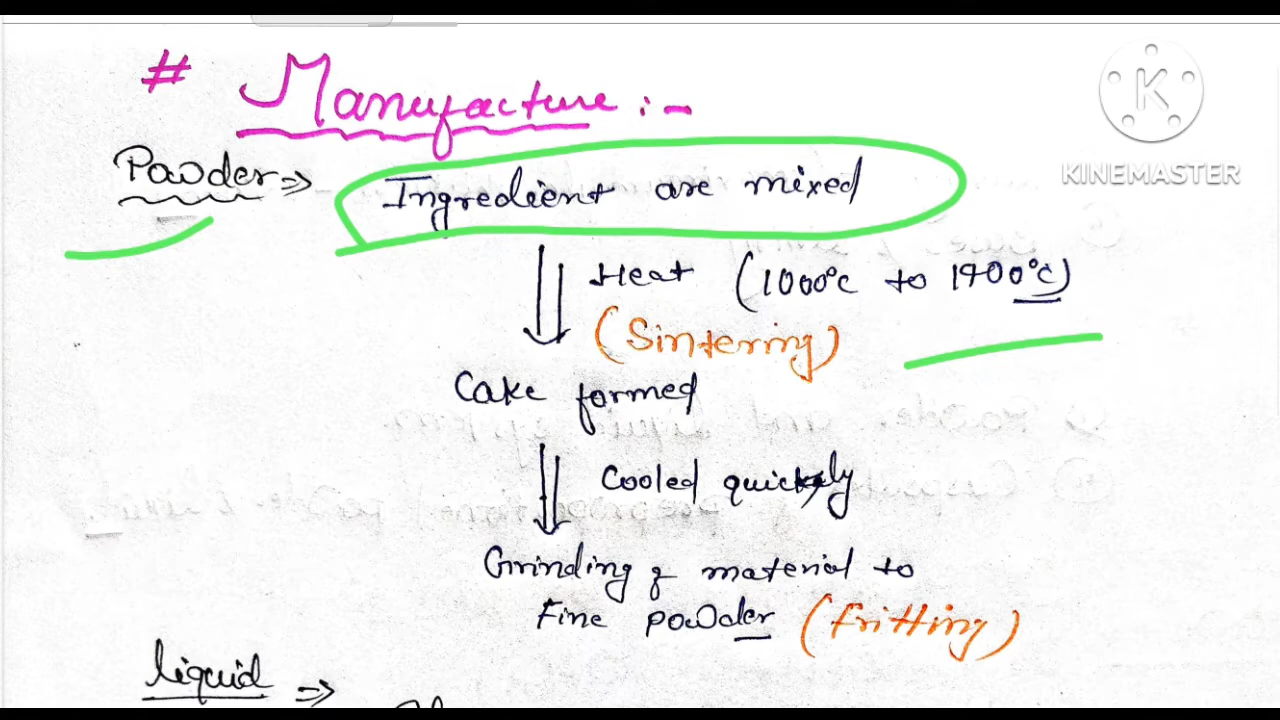 # Manufacture :-
KINEMASTER
Powder => Ingredient are mixed
Heat (1000°C to 1400°C)
(Sintering)
Cake formed
Cooled quickly
Grinding of material to
Fine powder (fritting)
liquid =>